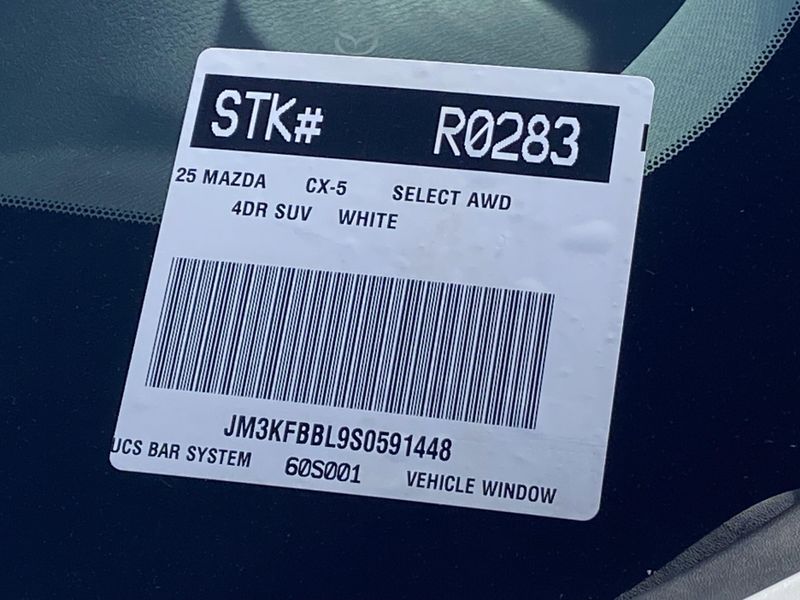 STK# R0283
25 MAZDA CX-5 SELECT AWD
4DR SUV WHITE
JM3KFBBL9S0591448
UCS BAR SYSTEM 60S001 VEHICLE WINDOW